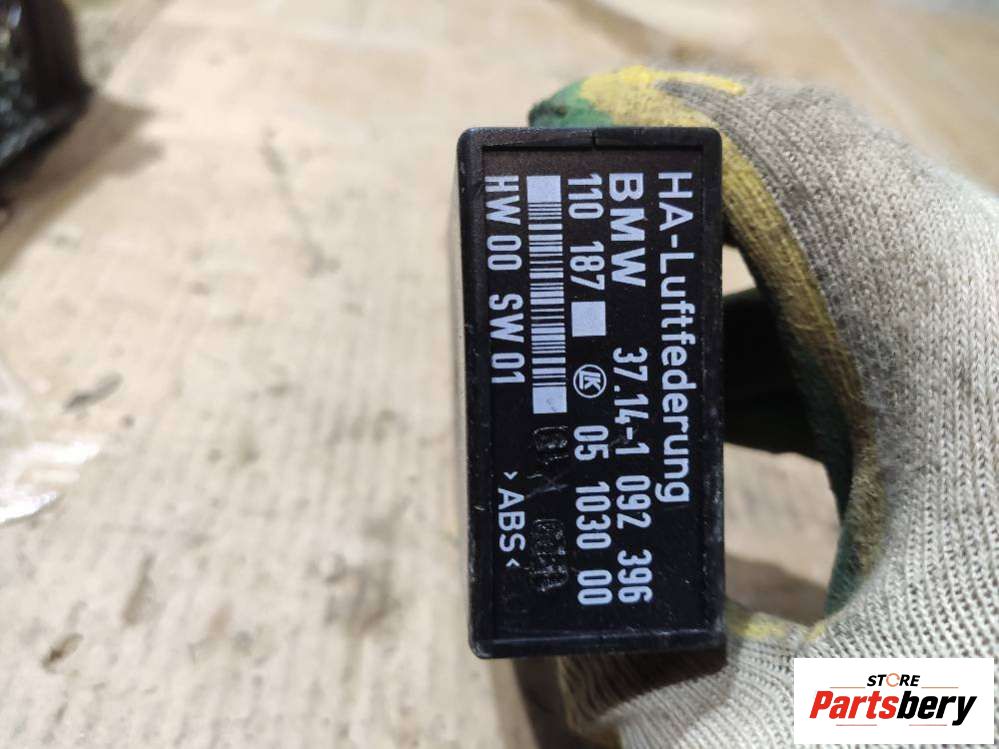 HA-Luftfederung
BMW 37.14-1 092 396
110 187 LK 05 1030 00
HW 00 SW 01 >ABS<
STORE
Partsbery